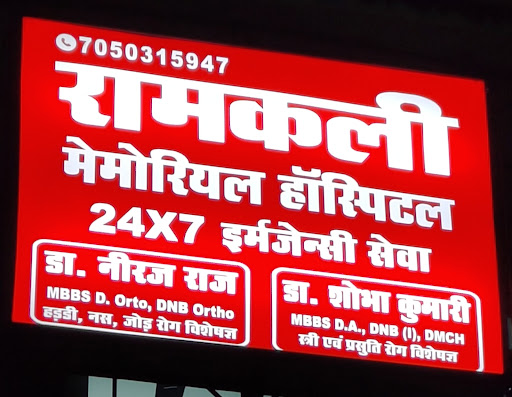 7050315947
रामकली
मेमोरियल हॉस्पिटल
24X7 इर्मजेन्सी सेवा
डा. नीरज राज
MBBS D. Orto, DNB Ortho
हड्डी, नस, जोड़ रोग विशेषज्ञ
डा. शोभा कुमारी
MBBS D.A., DNB (I), DMCH
स्त्री एवं प्रसुति रोग विशेषज्ञ